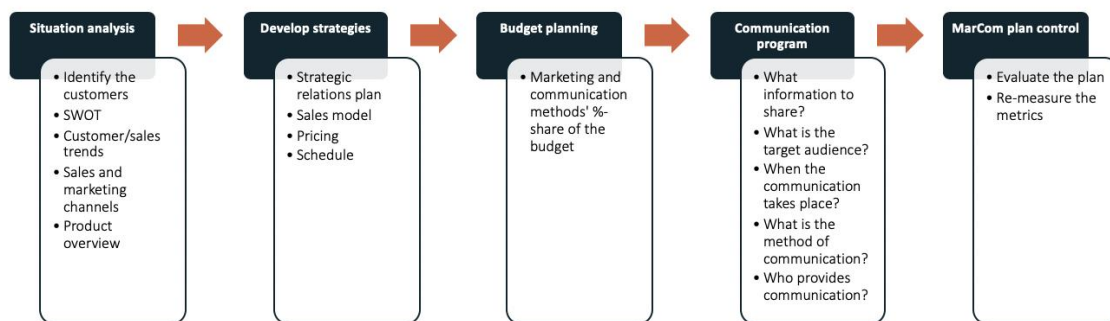 Situation analysis
• Identify the
customers
• SWOT
• Customer/sales
trends
• Sales and
marketing
channels
• Product
overview
Develop strategies
• Strategic
relations plan
• Sales model
• Pricing
• Schedule
Budget planning
• Marketing and
communication
methods' %-
share of the
budget
Communication
program
• What
information to
share?
• What is the
target audience?
• When the
communication
takes place?
• What is the
method of
communication?
• Who provides
communication?
MarCom plan control
• Evaluate the plan
• Re-measure the
metrics